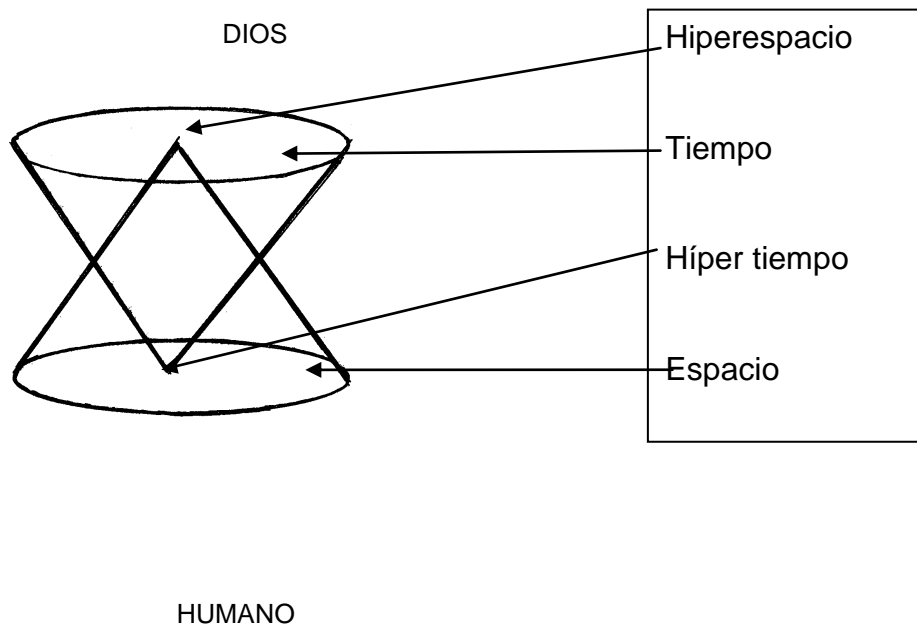 DIOS
Hiperespacio
Tiempo
Híper tiempo
Espacio
HUMANO